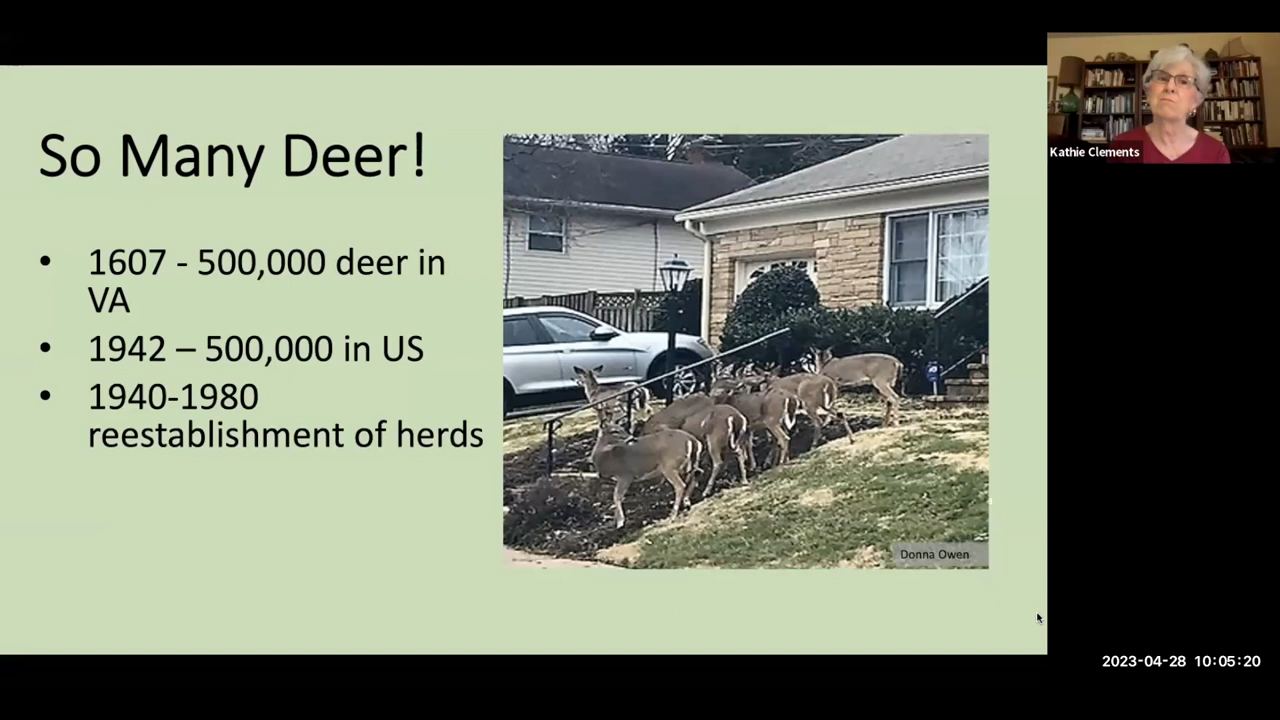 So Many Deer!
• 1607 - 500,000 deer in
VA
• 1942 – 500,000 in US
• 1940-1980
reestablishment of herds
Donna Owen
Kathie Clements
2023-04-28 10:05:20